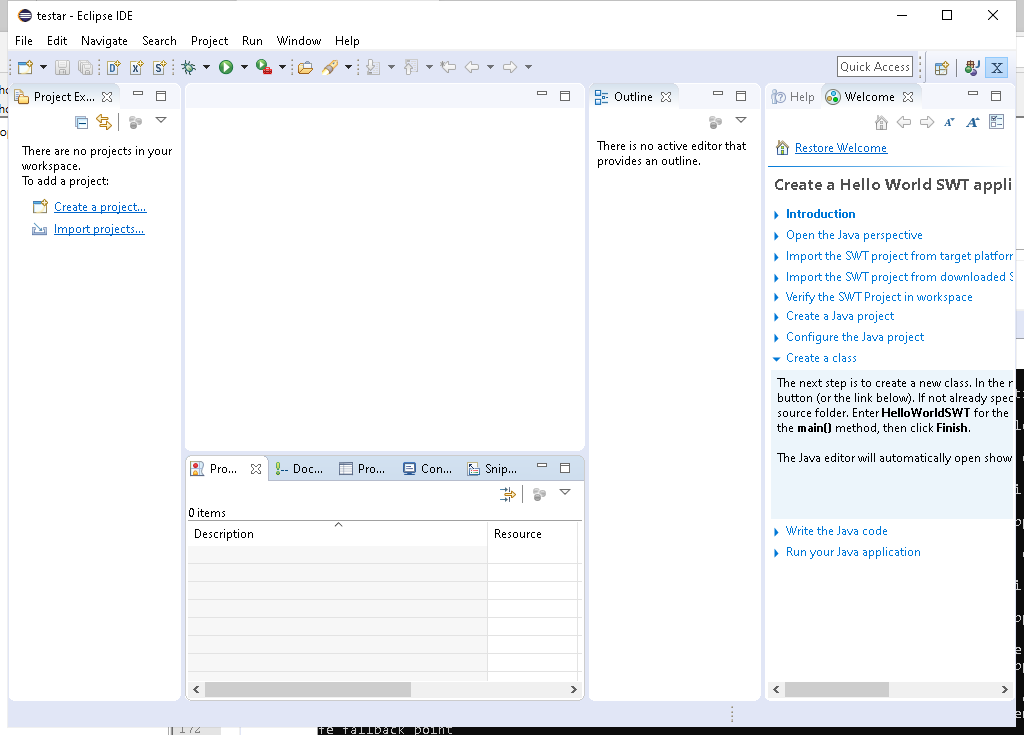 testar - Eclipse IDE
File Edit Navigate Search Project Run Window Help
Quick Access
Project Ex...
There are no projects in your
workspace.
To add a project:
Create a project...
Import projects...
Outline
There is no active editor that
provides an outline.
Help Welcome
Restore Welcome
Create a Hello World SWT appli
Introduction
Open the Java perspective
Import the SWT project from target platfor
Import the SWT project from downloaded S
Verify the SWT Project in workspace
Create a Java project
Configure the Java project
Create a class
The next step is to create a new class. In the
button (or the link below). If not already spec
source folder. Enter HelloWorldSWT for the
the main() method, then click Finish.
The Java editor will automatically open show
Write the Java code
Run your Java application
Pro... Doc... Pro... Con... Snip...
0 items
Description Resource
172 fe fallback point